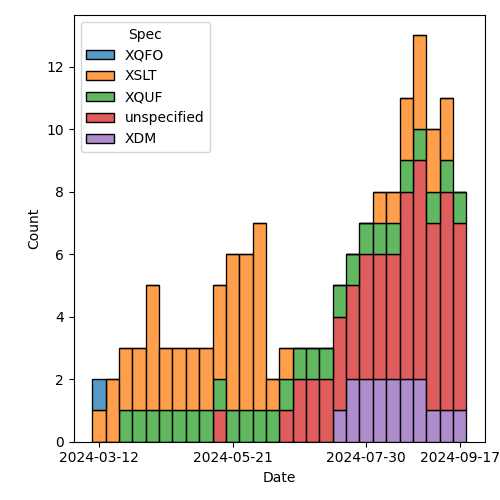 Spec
XQFO
XSLT
XQUF
unspecified
XDM
12
10
8
6
4
2
0
Count
2024-03-12
2024-05-21
2024-07-30
2024-09-17
Date